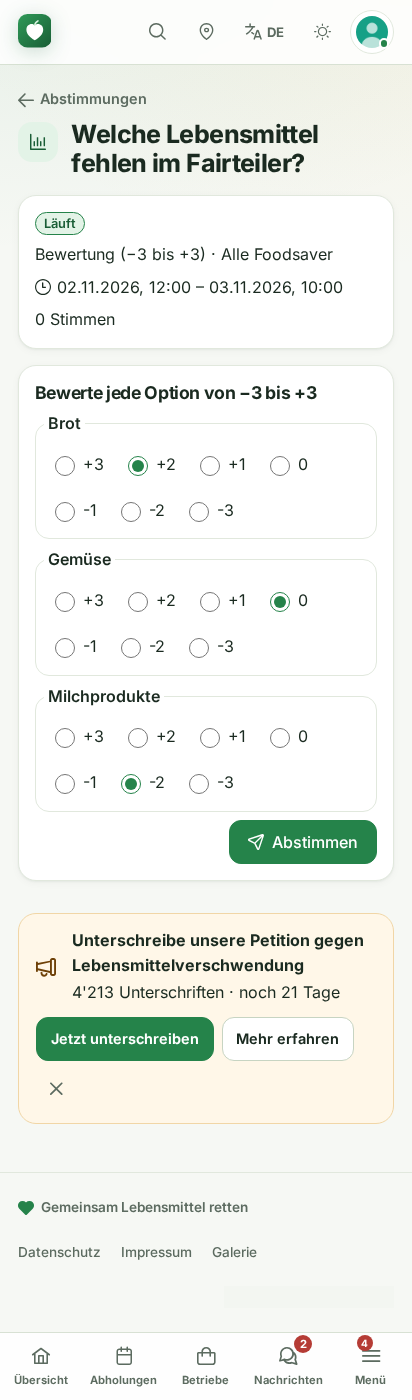 DE
Abstimmungen
Welche Lebensmittel
fehlen im Fairteiler?
Läuft
Bewertung (−3 bis +3) · Alle Foodsaver
02.11.2026, 12:00 – 03.11.2026, 10:00
0 Stimmen
Bewerte jede Option von −3 bis +3
Brot
+3 +2 +1 0
-1 -2 -3
Gemüse
+3 +2 +1 0
-1 -2 -3
Milchprodukte
+3 +2 +1 0
-1 -2 -3
Abstimmen
Unterschreibe unsere Petition gegen
Lebensmittelverschwendung
4'213 Unterschriften · noch 21 Tage
Jetzt unterschreiben Mehr erfahren
Gemeinsam Lebensmittel retten
Datenschutz Impressum Galerie
2 4
Übersicht Abholungen Betriebe Nachrichten Menü